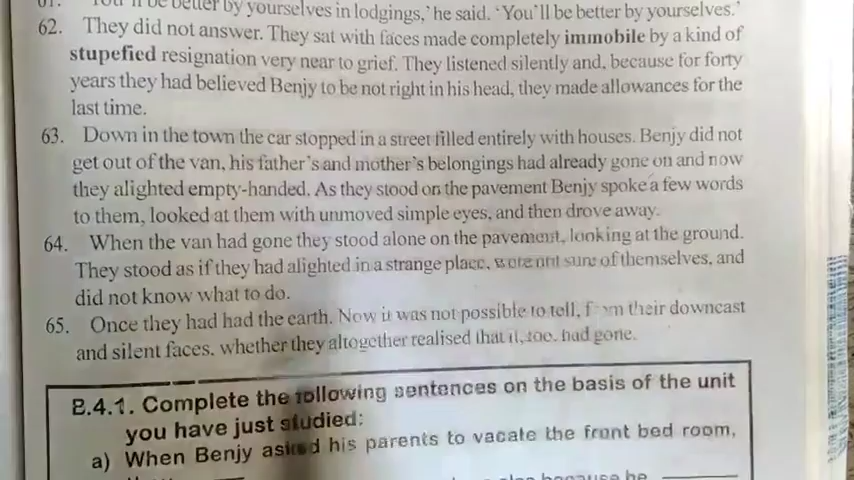 61. You'll be better by yourselves in lodgings,' he said. 'You'll be better by yourselves.'
62. They did not answer. They sat with faces made completely immobile by a kind of
stupefied resignation very near to grief. They listened silently and, because for forty
years they had believed Benjy to be not right in his head, they made allowances for the
last time.
63. Down in the town the car stopped in a street filled entirely with houses. Benjy did not
get out of the van, his father's and mother's belongings had already gone on and now
they alighted empty-handed. As they stood on the pavement Benjy spoke a few words
to them, looked at them with unmoved simple eyes, and then drove away.
64. When the van had gone they stood alone on the pavement, looking at the ground.
They stood as if they had alighted in a strange place, were not sure of themselves, and
did not know what to do.
65. Once they had had the earth. Now it was not possible to tell, from their downcast
and silent faces, whether they altogether realised that it, too, had gone.
B.4.1. Complete the following sentences on the basis of the unit
you have just studied:
a) When Benjy asked his parents to vacate the front bed room,
because he